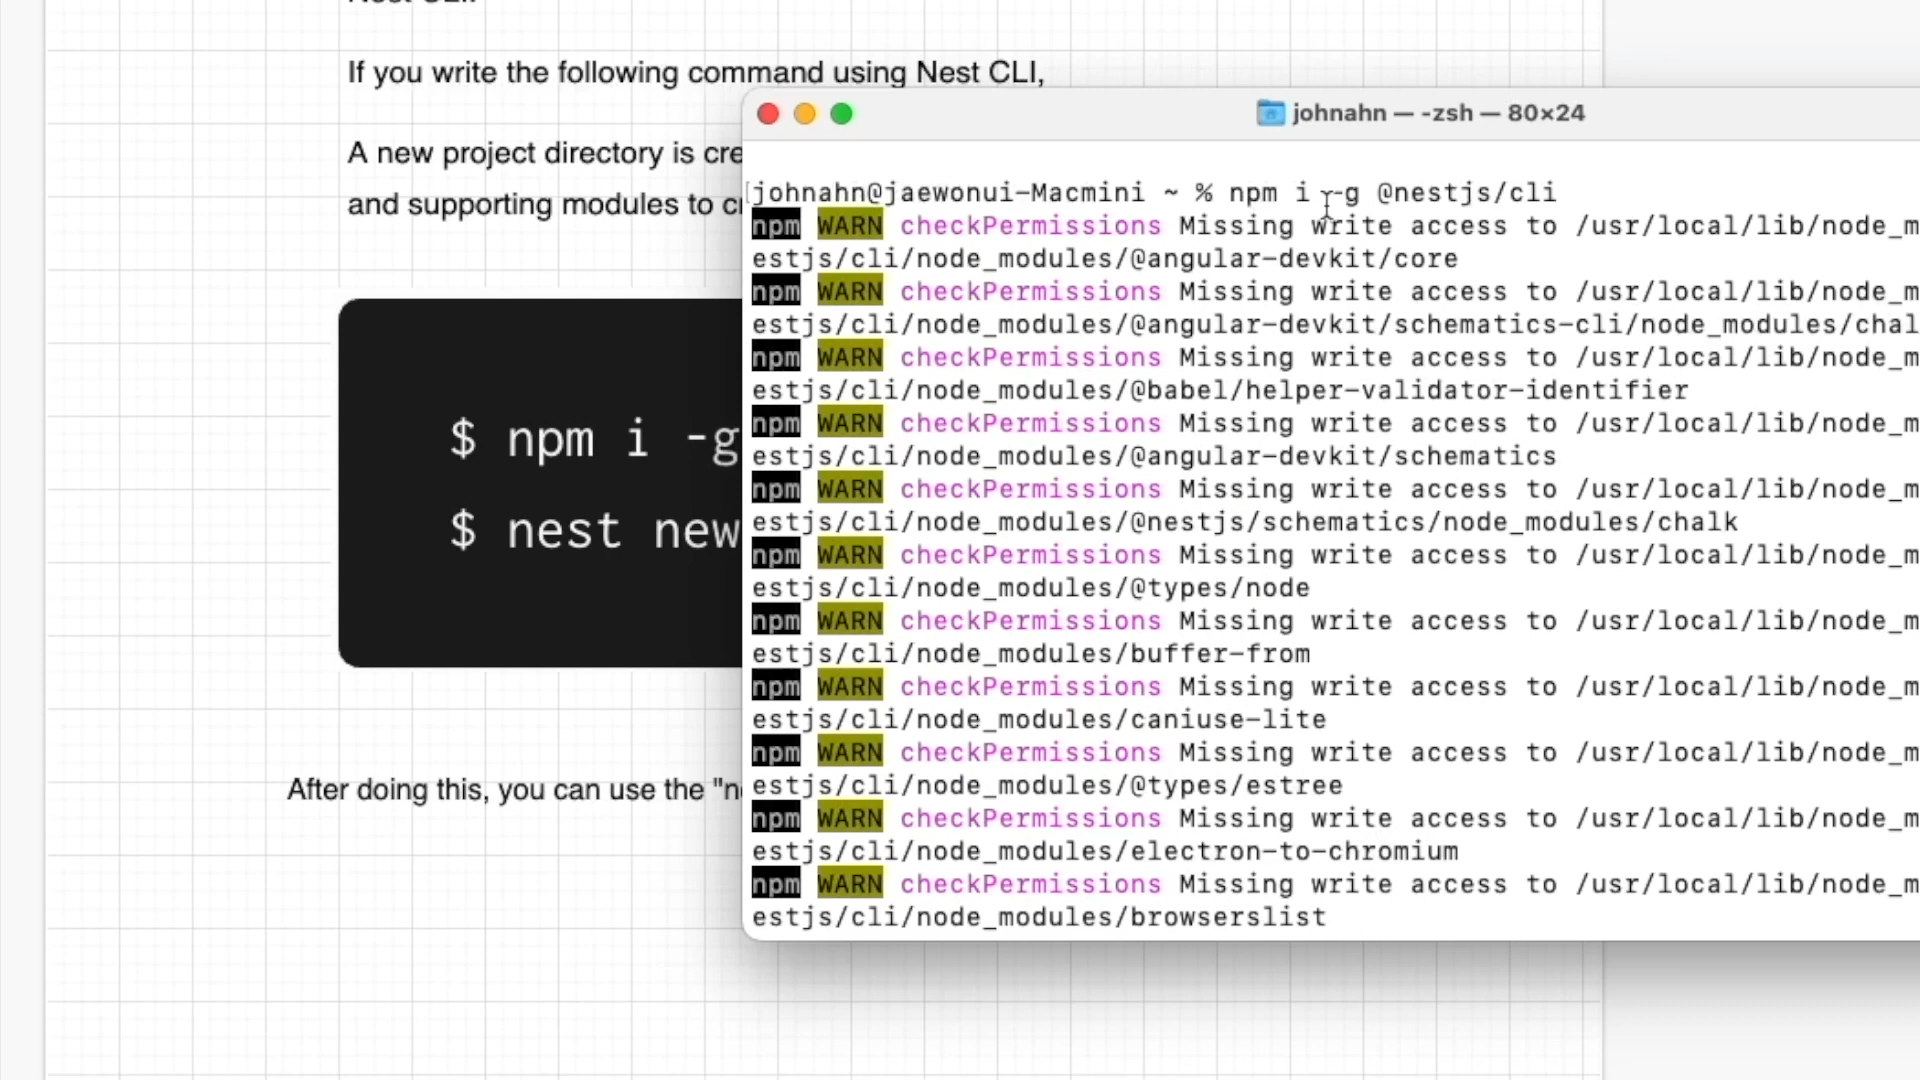 If you write the following command using Nest CLI,
A new project directory is cre
and supporting modules to
$ npm i -g
$ nest new
After doing this, you can use the "n
johnahn — -zsh — 80×24
johnahn@jaewonui-Macmini ~ % npm i -g @nestjs/cli
npm WARN checkPermissions Missing write access to /usr/local/lib/node_m
estjs/cli/node_modules/@angular-devkit/core
npm WARN checkPermissions Missing write access to /usr/local/lib/node_m
estjs/cli/node_modules/@angular-devkit/schematics-cli/node_modules/chal
npm WARN checkPermissions Missing write access to /usr/local/lib/node_m
estjs/cli/node_modules/@babel/helper-validator-identifier
npm WARN checkPermissions Missing write access to /usr/local/lib/node_m
estjs/cli/node_modules/@angular-devkit/schematics
npm WARN checkPermissions Missing write access to /usr/local/lib/node_m
estjs/cli/node_modules/@nestjs/schematics/node_modules/chalk
npm WARN checkPermissions Missing write access to /usr/local/lib/node_m
estjs/cli/node_modules/@types/node
npm WARN checkPermissions Missing write access to /usr/local/lib/node_m
estjs/cli/node_modules/buffer-from
npm WARN checkPermissions Missing write access to /usr/local/lib/node_m
estjs/cli/node_modules/caniuse-lite
npm WARN checkPermissions Missing write access to /usr/local/lib/node_m
estjs/cli/node_modules/@types/estree
npm WARN checkPermissions Missing write access to /usr/local/lib/node_m
estjs/cli/node_modules/electron-to-chromium
npm WARN checkPermissions Missing write access to /usr/local/lib/node_m
estjs/cli/node_modules/browserslist